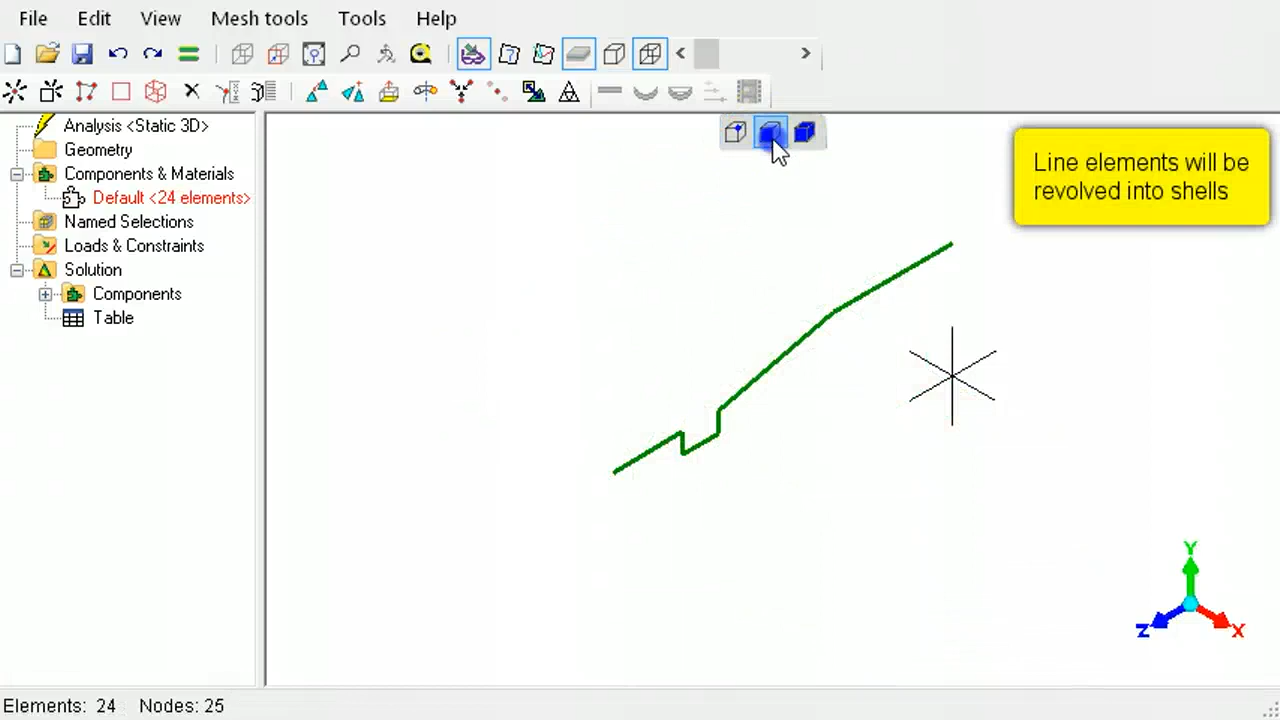 File Edit View Mesh tools Tools Help
Analysis <Static 3D>
Geometry
Components & Materials
Default <24 elements>
Named Selections
Loads & Constraints
Solution
Components
Table
Line elements will be
revolved into shells
Y
Z
X
Elements: 24 Nodes: 25